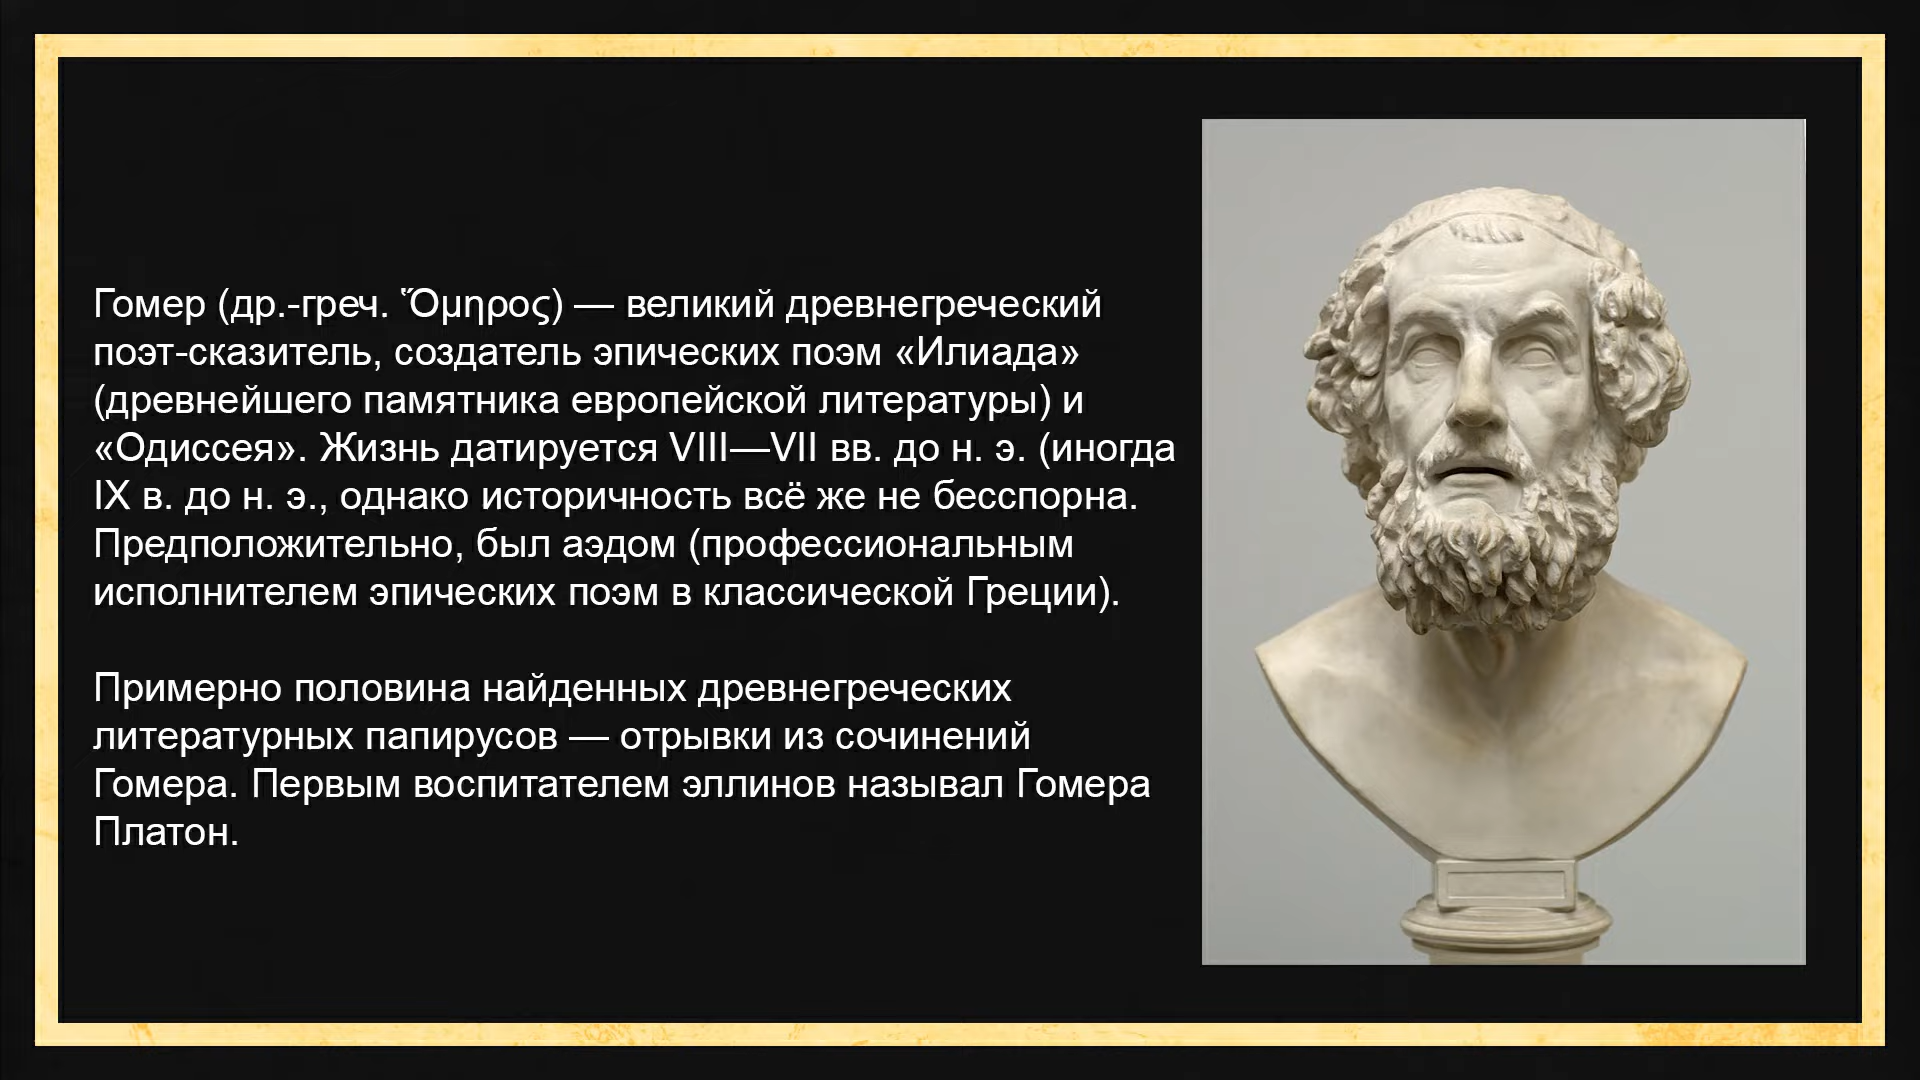 Гомер (др.-греч. Ὅμηρος) — великий древнегреческий
поэт-сказитель, создатель эпических поэм «Илиада»
(древнейшего памятника европейской литературы) и
«Одиссея». Жизнь датируется VIII—VII вв. до н. э. (иногда
IX в. до н. э., однако историчность всё же не бесспорна.
Предположительно, был аэдом (профессиональным
исполнителем эпических поэм в классической Греции).
Примерно половина найденных древнегреческих
литературных папирусов — отрывки из сочинений
Гомера. Первым воспитателем эллинов называл Гомера
Платон.